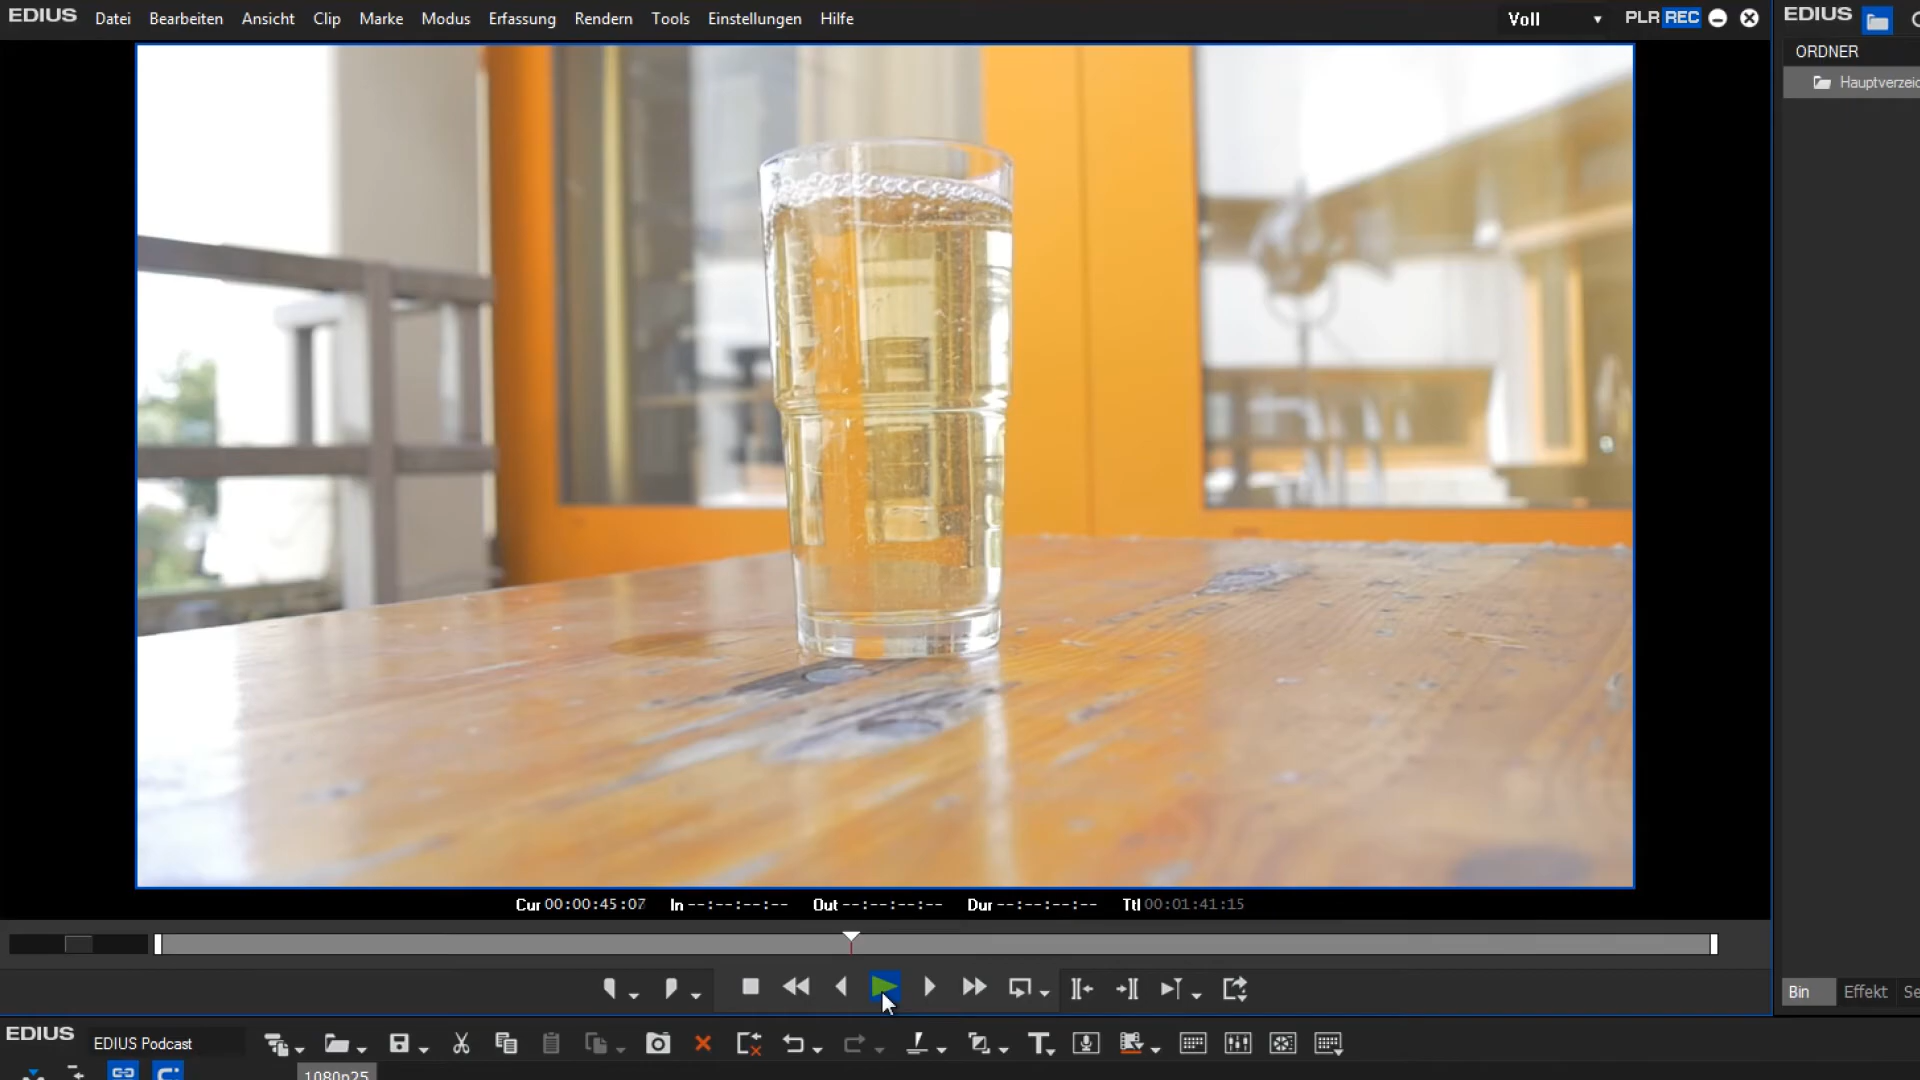 EDIUS Datei Bearbeiten Ansicht Clip Marke Modus Erfassung Rendern Tools Einstellungen Hilfe Voll PLR REC EDIUS
ORDNER
Cur 00:00:45:07 In --:--:--:-- Out --:--:--:-- Dur --:--:--:-- Ttl 00:01:41:15
Bin Effekt
EDIUS EDIUS Podcast
1080p25